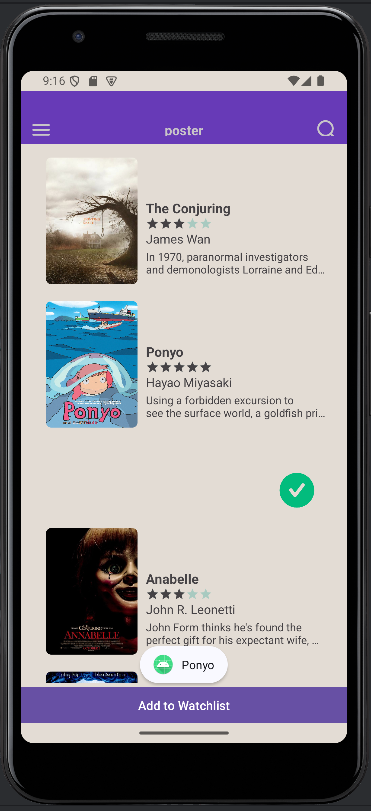 9:16
poster
The Conjuring
James Wan
In 1970, paranormal investigators
and demonologists Lorraine and Ed…
Ponyo
Ponyo
Hayao Miyasaki
Using a forbidden excursion to
see the surface world, a goldfish pri…
ANNABELLE
Anabelle
John R. Leonetti
John Form thinks he's found the
perfect gift for his expectant wife, …
Ponyo
Add to Watchlist